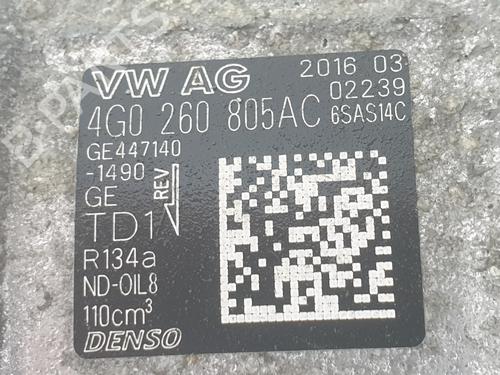 VW AG 2016 03
02239
4G0 260 805AC 6SAS14C
GE447140
-1490
GE
REV
TD1
R134a
ND-OIL8
110cm³
DENSO